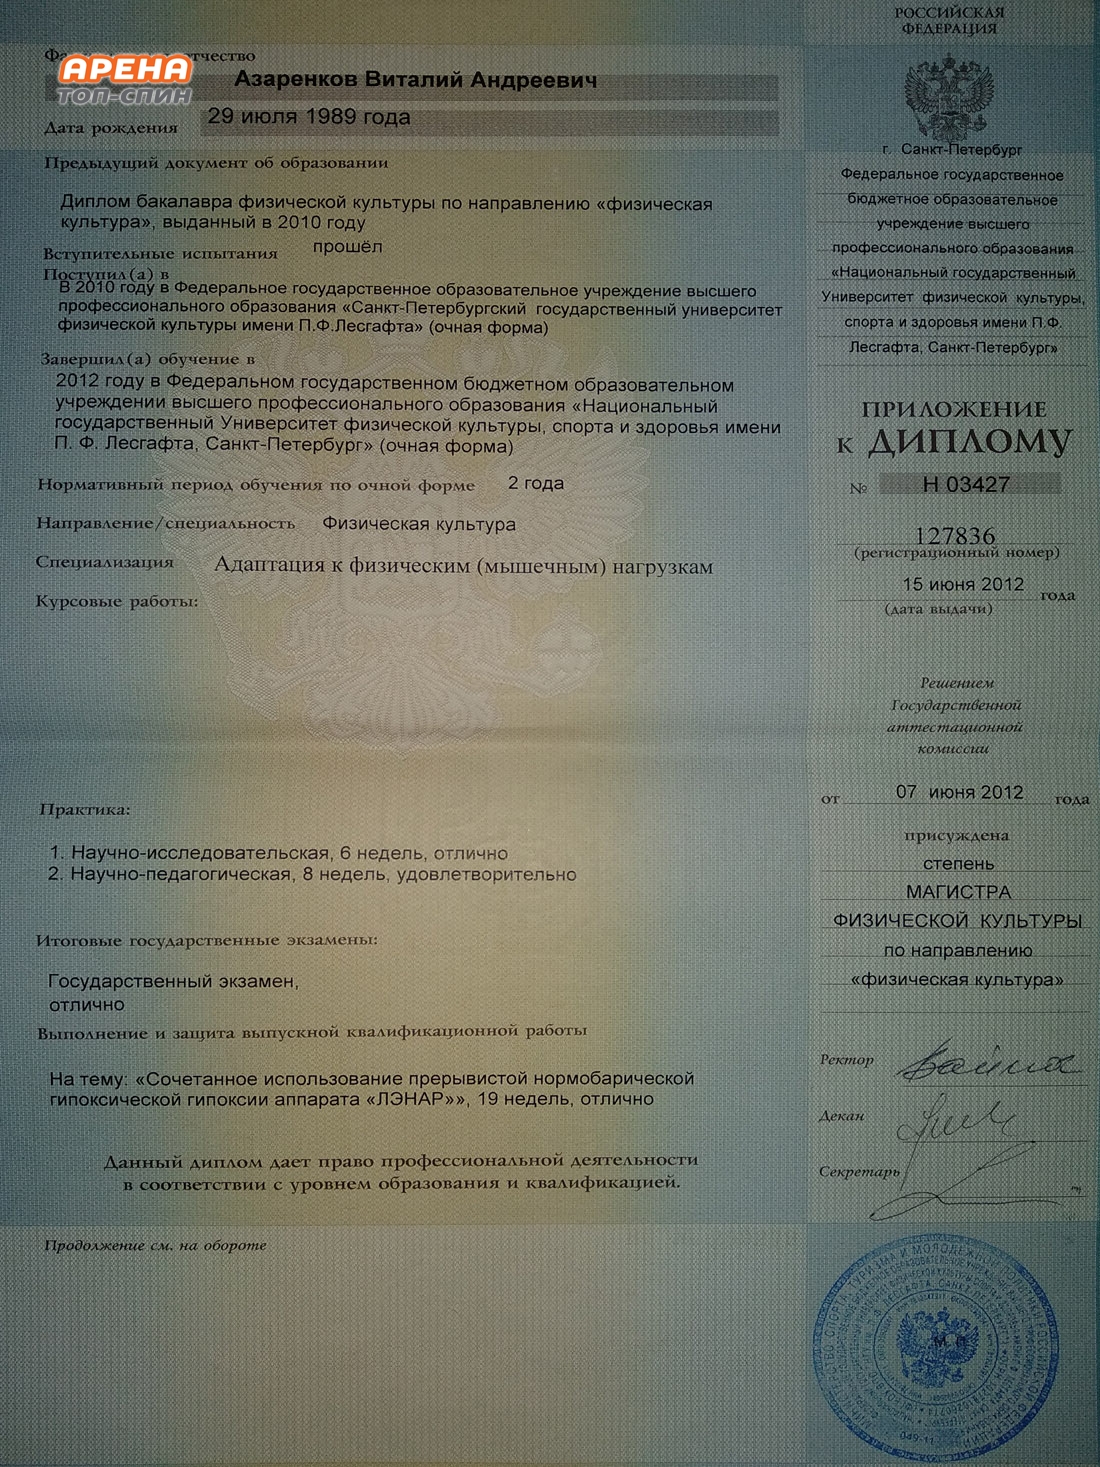 АРЕНА
ТОП-СПИН
Азаренков Виталий Андреевич
Дата рождения 29 июля 1989 года
Предыдущий документ об образовании
Диплом бакалавра физической культуры по направлению «физическая
культура», выданный в 2010 году
Вступительные испытания прошёл
Поступил(а) в
В 2010 году в Федеральное государственное образовательное учреждение высшего
профессионального образования «Санкт-Петербургский государственный университет
физической культуры имени П.Ф.Лесгафта» (очная форма)
Завершил(а) обучение в
2012 году в Федеральном государственном бюджетном образовательном
учреждении высшего профессионального образования «Национальный
государственный Университет физической культуры, спорта и здоровья имени
П. Ф. Лесгафта, Санкт-Петербург» (очная форма)
Нормативный период обучения по очной форме 2 года
Направление/специальность Физическая культура
Специализация Адаптация к физическим (мышечным) нагрузкам
Курсовые работы:
Практика:
1. Научно-исследовательская, 6 недель, отлично
2. Научно-педагогическая, 8 недель, удовлетворительно
Итоговые государственные экзамены:
Государственный экзамен,
отлично
Выполнение и защита выпускной квалификационной работы
На тему: «Сочетанное использование прерывистой нормобарической
гипоксической гипоксии аппарата «ЛЭНАР»», 19 недель, отлично
Данный диплом дает право профессиональной деятельности
в соответствии с уровнем образования и квалификацией.
Продолжение см. на обороте
РОССИЙСКАЯ
ФЕДЕРАЦИЯ
г. Санкт-Петербург
Федеральное государственное
бюджетное образовательное
учреждение высшего
профессионального образования
«Национальный государственный
Университет физической культуры,
спорта и здоровья имени П.Ф.
Лесгафта, Санкт-Петербург»
ПРИЛОЖЕНИЕ
к ДИПЛОМУ
№ Н 03427
127836
(регистрационный номер)
15 июня 2012 года
(дата выдачи)
Решением
Государственной
аттестационной
комиссии
от 07 июня 2012 года
присуждена
степень
МАГИСТРА
ФИЗИЧЕСКОЙ КУЛЬТУРЫ
по направлению
«физическая культура»
Ректор
Декан
Секретарь
М. П.